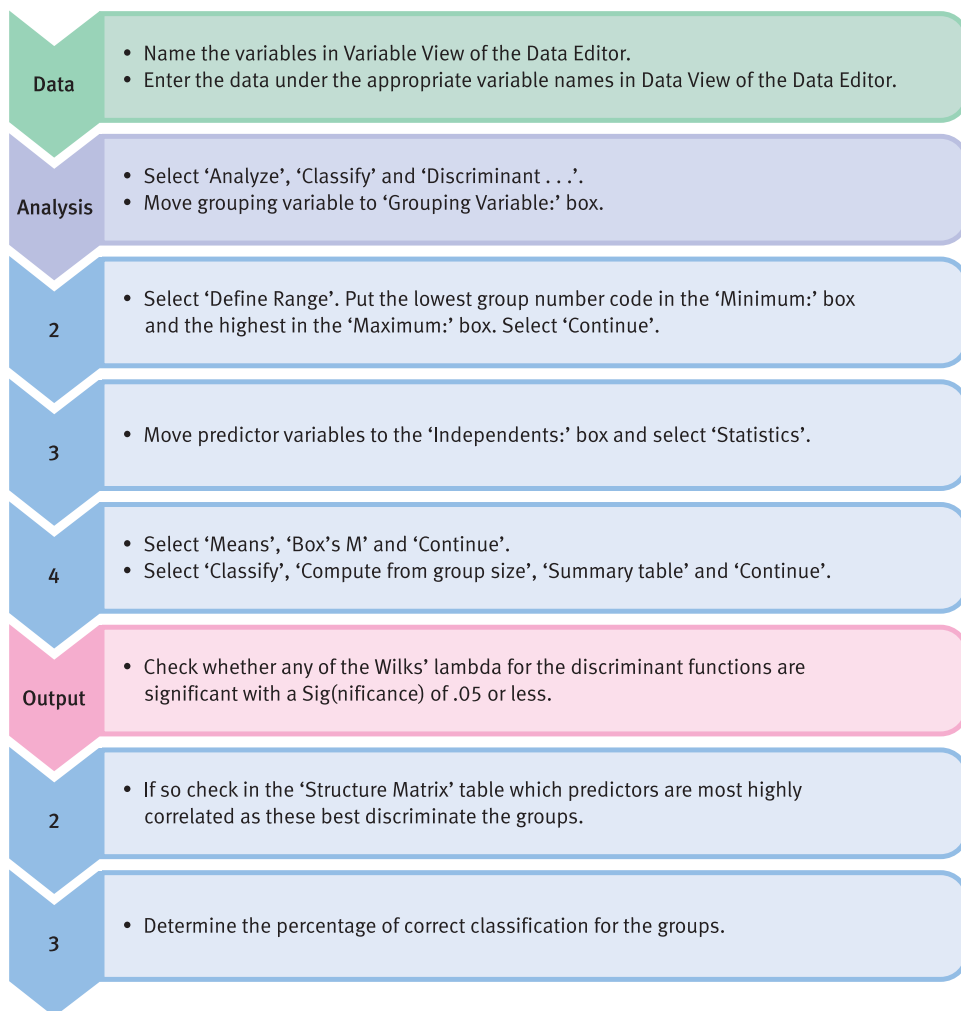 Data
• Name the variables in Variable View of the Data Editor.
• Enter the data under the appropriate variable names in Data View of the Data Editor.
Analysis
• Select ‘Analyze’, ‘Classify’ and ‘Discriminant . . .’.
• Move grouping variable to ‘Grouping Variable:’ box.
2
• Select ‘Define Range’. Put the lowest group number code in the ‘Minimum:’ box
and the highest in the ‘Maximum:’ box. Select ‘Continue’.
3
• Move predictor variables to the ‘Independents:’ box and select ‘Statistics’.
4
• Select ‘Means’, ‘Box’s M’ and ‘Continue’.
• Select ‘Classify’, ‘Compute from group size’, ‘Summary table’ and ‘Continue’.
Output
• Check whether any of the Wilks’ lambda for the discriminant functions are
significant with a Sig(nificance) of .05 or less.
2
• If so check in the ‘Structure Matrix’ table which predictors are most highly
correlated as these best discriminate the groups.
3
• Determine the percentage of correct classification for the groups.